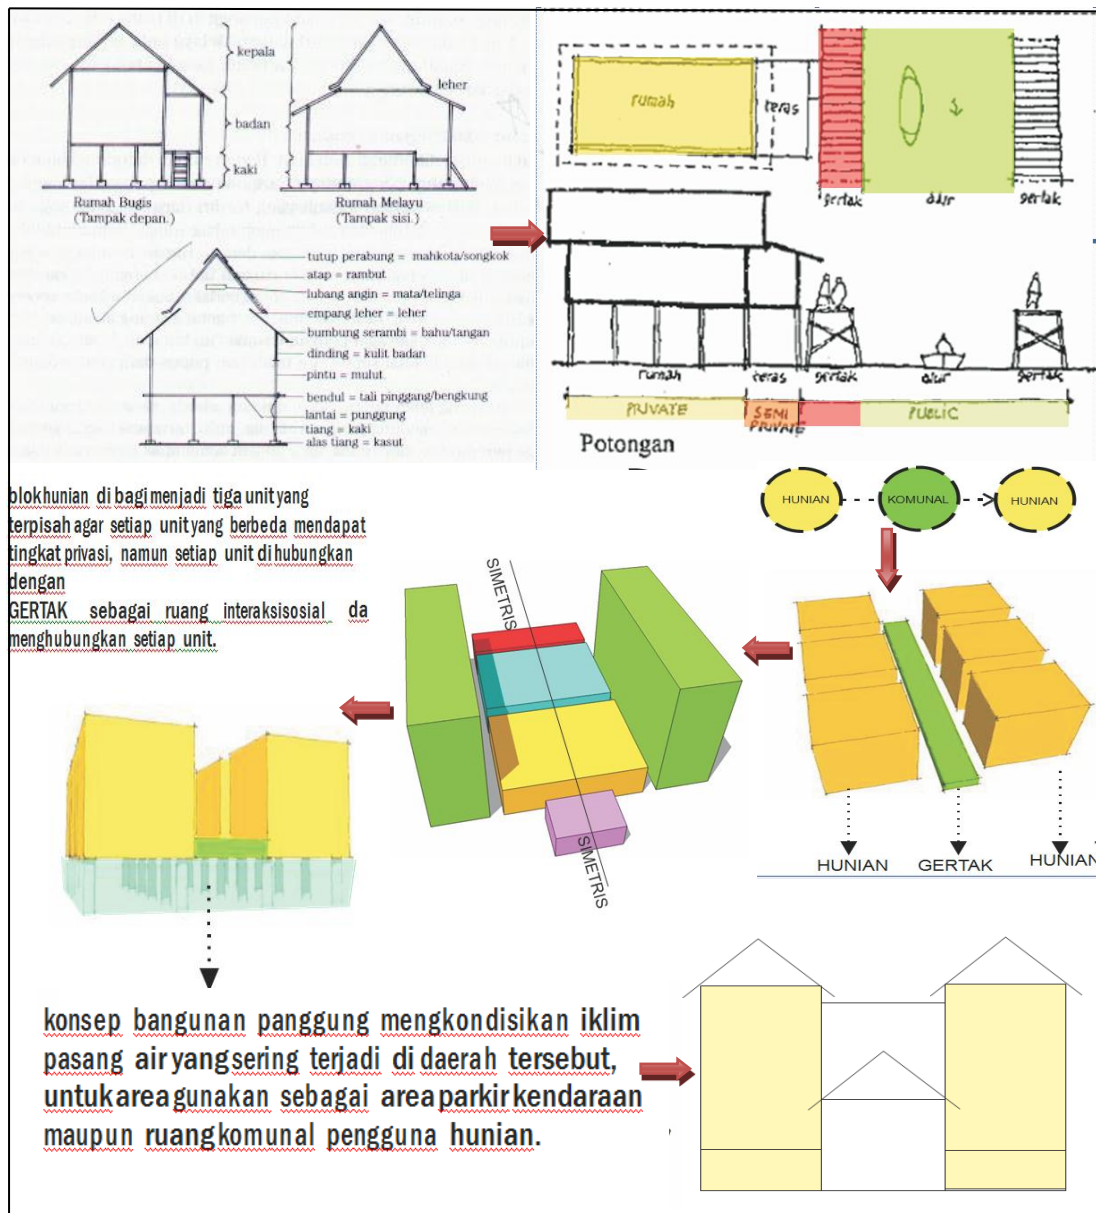 kepala
leher
badan
kaki
Rumah Bugis
(Tampak depan.)
Rumah Melayu
(Tampak sisi.)
tutup perabung = mahkota/songkok
atap = rambut
lubang angin = mata/telinga
empang leher = leher
bumbung serambi = bahu/tangan
dinding = kulit badan
pintu = mulut.
bendul = tali pinggang/bengkung
lantai = punggung
tiang = kaki
alas tiang = kasut
rumah
teras
gertak
alur
gertak
rumah
teras
gertak
alur
gertak
PRIVATE
SEMI
PRIVATE
PUBLIC
Potongan
blokhunian di bagimenjadi tiga unit yang
terpisah agar setiap unit yang berbeda mendapat
tingkat privasi, namun setiap unit di hubungkan
dengan
GERTAK sebagai ruang interaksisosial da
menghubungkan setiap unit.
HUNIAN
KOMUNAL
HUNIAN
SIMETRIS
SIMETRIS
HUNIAN
GERTAK
HUNIAN
konsep bangunan panggung mengkondisikan iklim
pasang air yang sering terjadi di daerah tersebut,
untuk area gunakan sebagai area parkir kendaraan
maupun ruang komunal pengguna hunian.